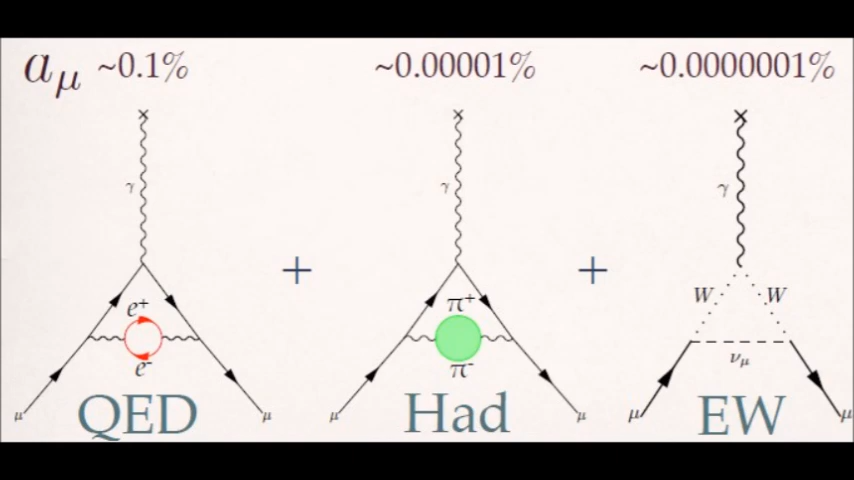 aμ ~0.1% ~0.00001% ~0.0000001%
γ γ γ
+ +
W W
e+ π+
e- π-
νμ
μ μ μ μ μ μ
QED Had EW